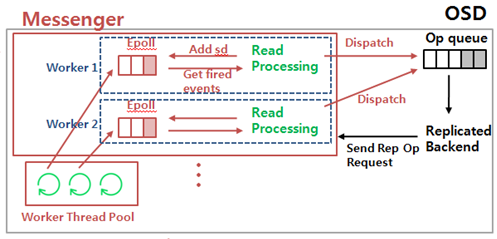 Messenger
OSD
Epoll
Add sd
Read
Processing
Dispatch
Op queue
Worker 1
Get fired
events
Epoll
Read
Processing
Dispatch
Worker 2
Replicated
Backend
Send Rep Op
Request
Worker Thread Pool